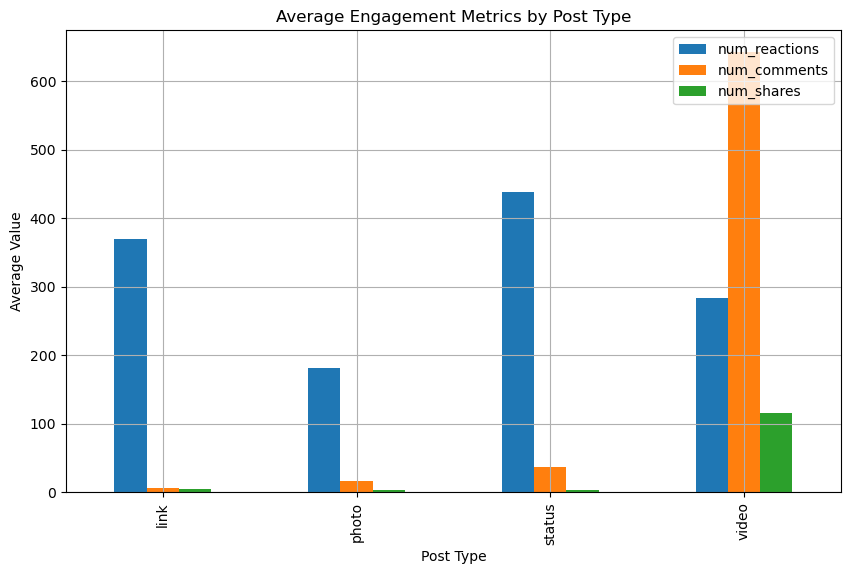 Average Engagement Metrics by Post Type
num_reactions
num_comments
num_shares
Average Value
600
500
400
300
200
100
0
link
photo
status
video
Post Type